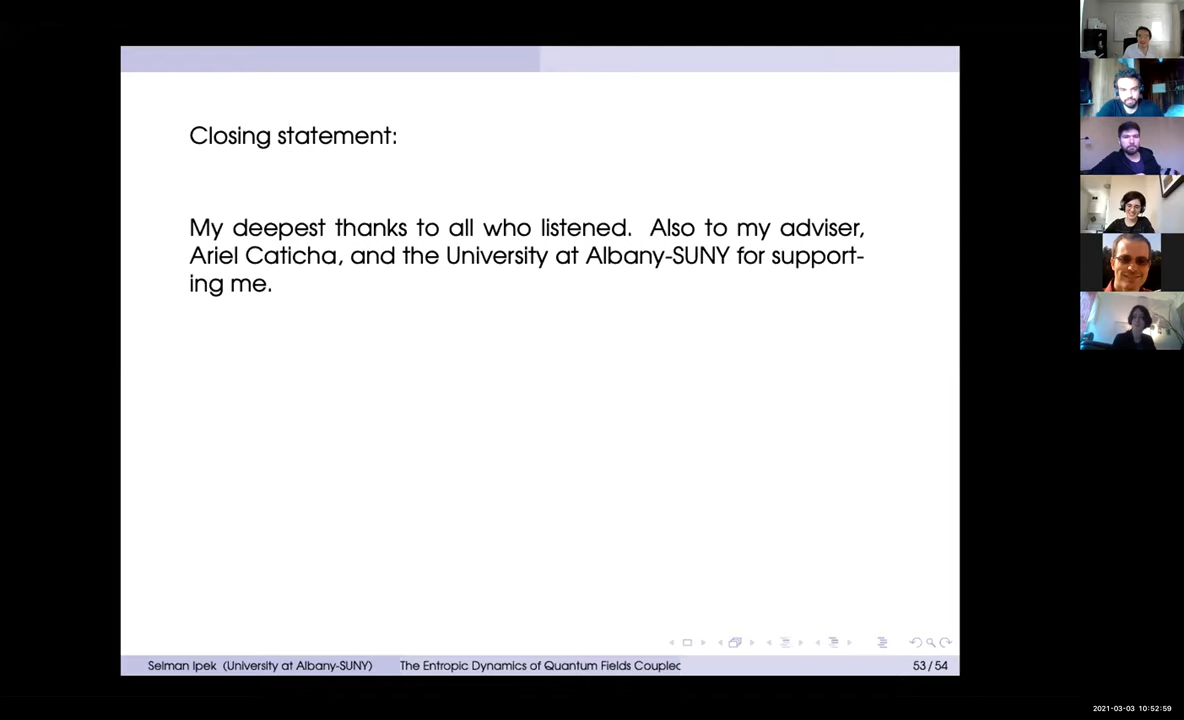 Closing statement:
My deepest thanks to all who listened. Also to my adviser,
Ariel Caticha, and the University at Albany-SUNY for support-
ing me.
Selman Ipek (University at Albany-SUNY) The Entropic Dynamics of Quantum Fields Coupled 53 / 54
2021-03-03 10:52:59